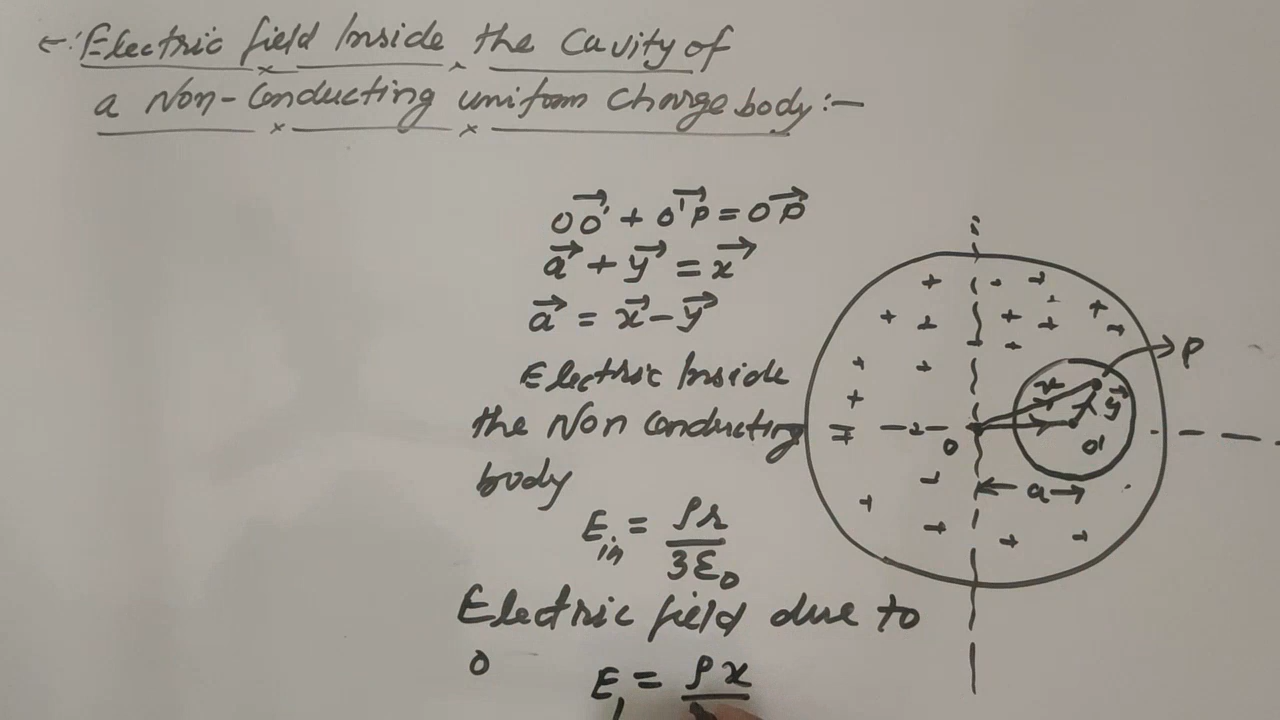 Electric field Inside the Cavity of
a Non-Conducting uniform Charge body:-
OO' + O'P = OP
a + y = x
a = x - y
Electric Inside
the Non Conducting
body
E_in = ρr / 3ε₀
Electric field due to
O
E₁ = ρx
P
x
y
O
O'
a